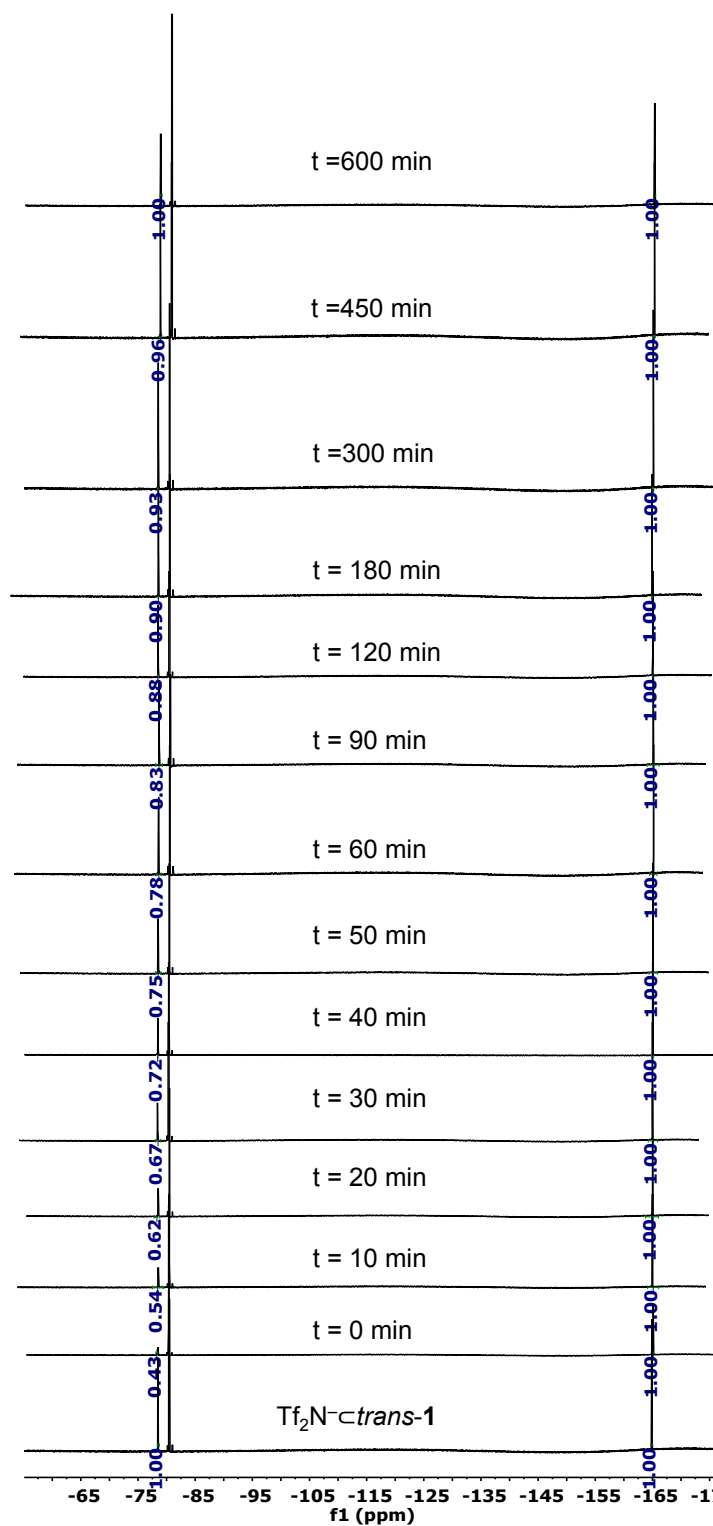 t =600 min
1.00 1.00
t =450 min
0.96 1.00
t =300 min
0.93 1.00
t = 180 min
0.90 1.00
t = 120 min
0.88 1.00
t = 90 min
0.83 1.00
t = 60 min
0.78 1.00
t = 50 min
0.75 1.00
t = 40 min
0.72 1.00
t = 30 min
0.67 1.00
t = 20 min
0.62 1.00
t = 10 min
0.54 1.00
t = 0 min
0.43 1.00
Tf₂N⁻⊂trans-1
1.00 1.00
-65 -75 -85 -95 -105 -115 -125 -135 -145 -155 -165 -17
f1 (ppm)